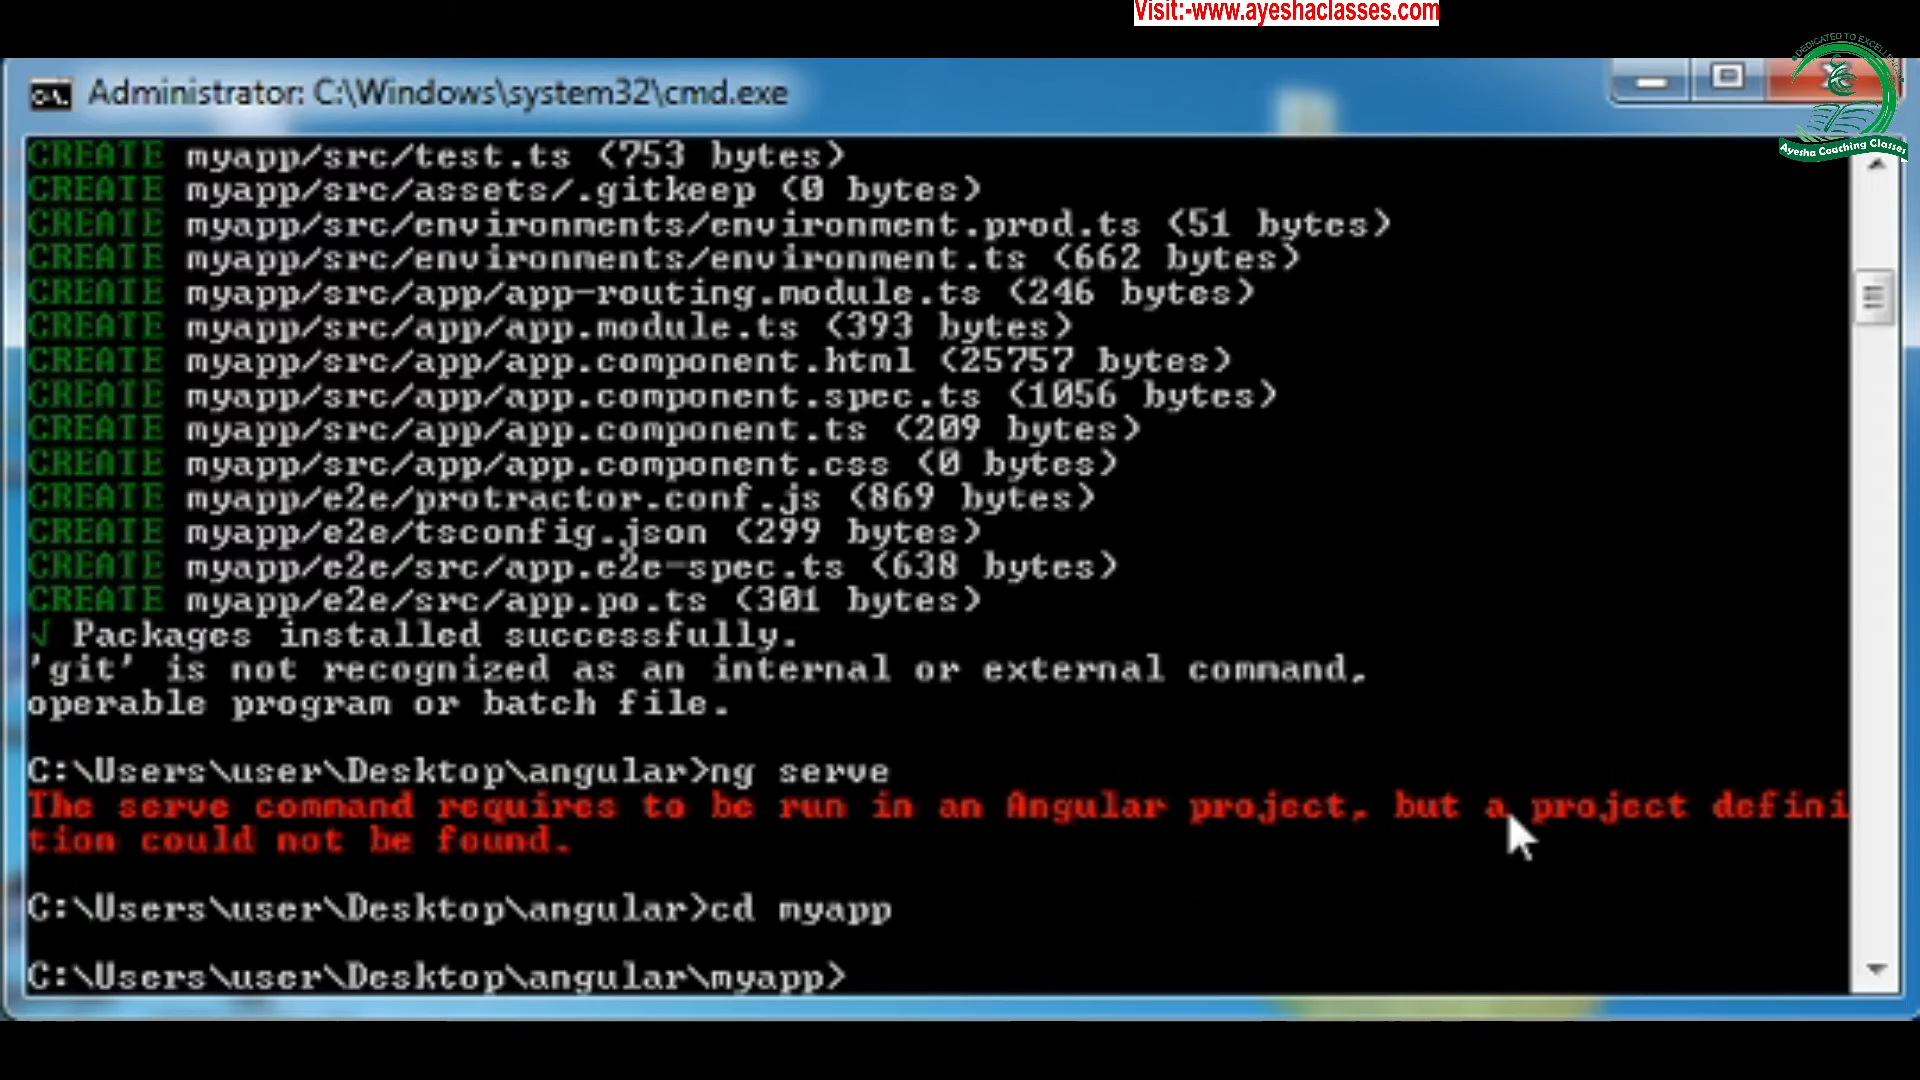 Visit:-www.ayeshaclasses.com
DEDICATED TO EXCELLENCE
Ayesha Coaching Classes
Administrator: C:\Windows\system32\cmd.exe
CREATE myapp/src/test.ts (753 bytes)
CREATE myapp/src/assets/.gitkeep (0 bytes)
CREATE myapp/src/environments/environment.prod.ts (51 bytes)
CREATE myapp/src/environments/environment.ts (662 bytes)
CREATE myapp/src/app/app-routing.module.ts (246 bytes)
CREATE myapp/src/app/app.module.ts (393 bytes)
CREATE myapp/src/app/app.component.html (25757 bytes)
CREATE myapp/src/app/app.component.spec.ts (1056 bytes)
CREATE myapp/src/app/app.component.ts (209 bytes)
CREATE myapp/src/app/app.component.css (0 bytes)
CREATE myapp/e2e/protractor.conf.js (869 bytes)
CREATE myapp/e2e/tsconfig.json (299 bytes)
CREATE myapp/e2e/src/app.e2e-spec.ts (638 bytes)
CREATE myapp/e2e/src/app.po.ts (301 bytes)
√ Packages installed successfully.
'git' is not recognized as an internal or external command,
operable program or batch file.
C:\Users\user\Desktop\angular>ng serve
The serve command requires to be run in an Angular project, but a project defini
tion could not be found.
C:\Users\user\Desktop\angular>cd myapp
C:\Users\user\Desktop\angular\myapp>